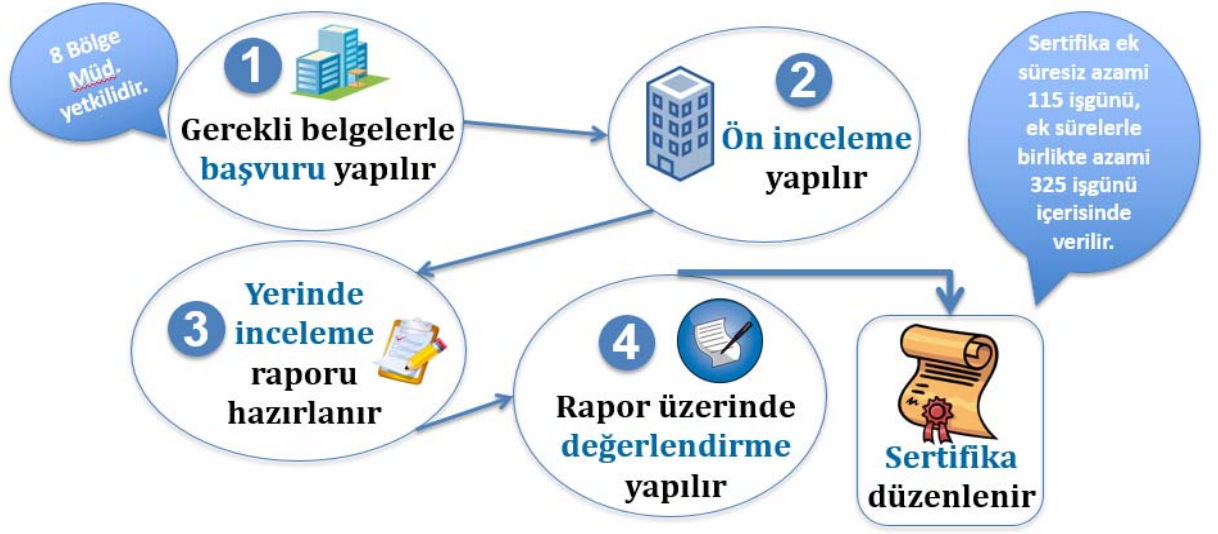 8 Bölge
Müd.
yetkilidir.
1
Gerekli belgelerle
başvuru yapılır
2
Ön inceleme
yapılır
Sertifika ek
süresiz azami
115 işgünü,
ek sürelerle
birlikte azami
325 işgünü
içerisinde
verilir.
3
Yerinde
inceleme
raporu
hazırlanır
4
Rapor üzerinde
değerlendirme
yapılır
Sertifika
düzenlenir